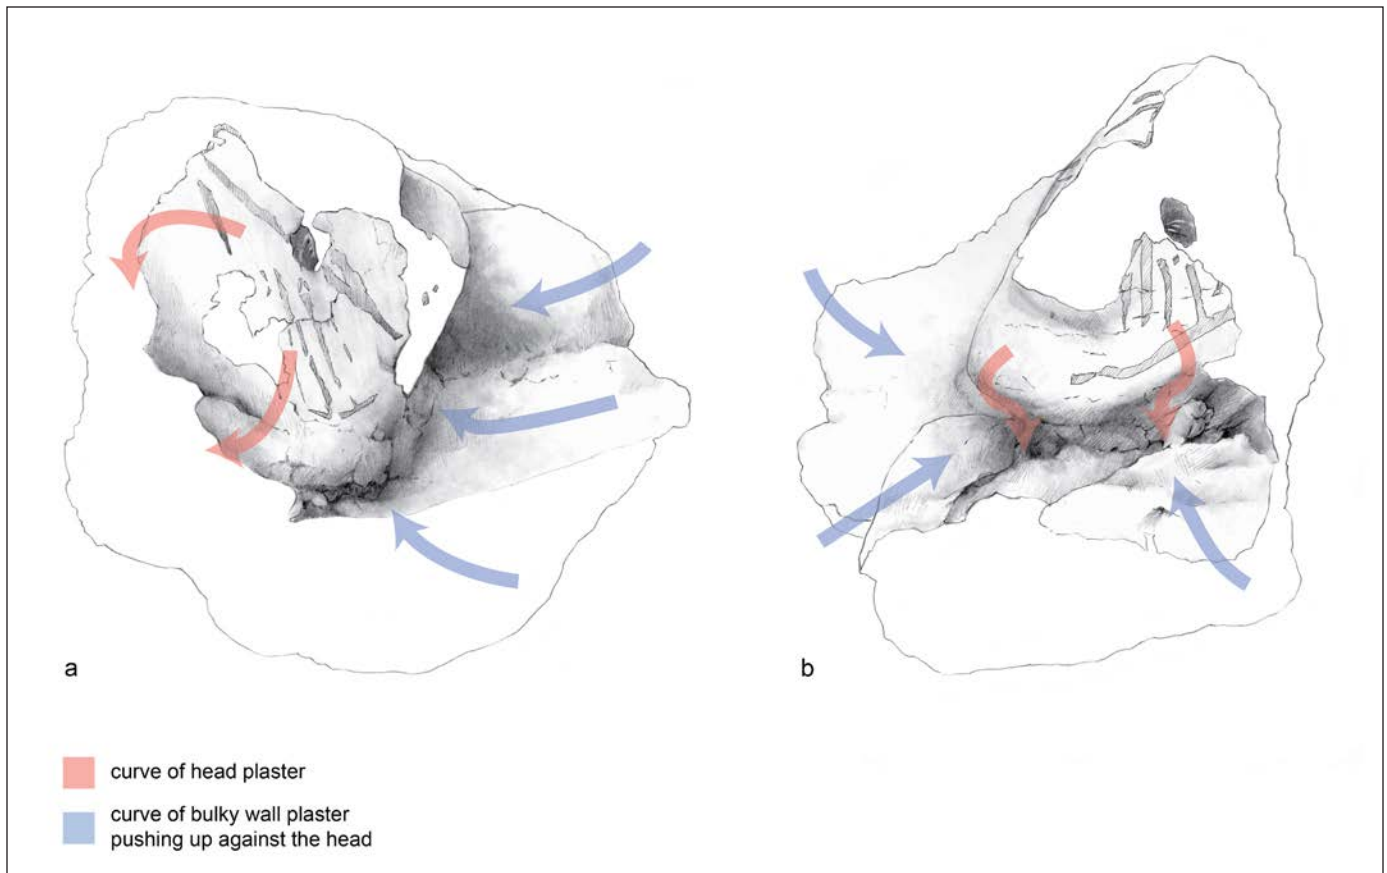 a
b
curve of head plaster
curve of bulky wall plaster
pushing up against the head